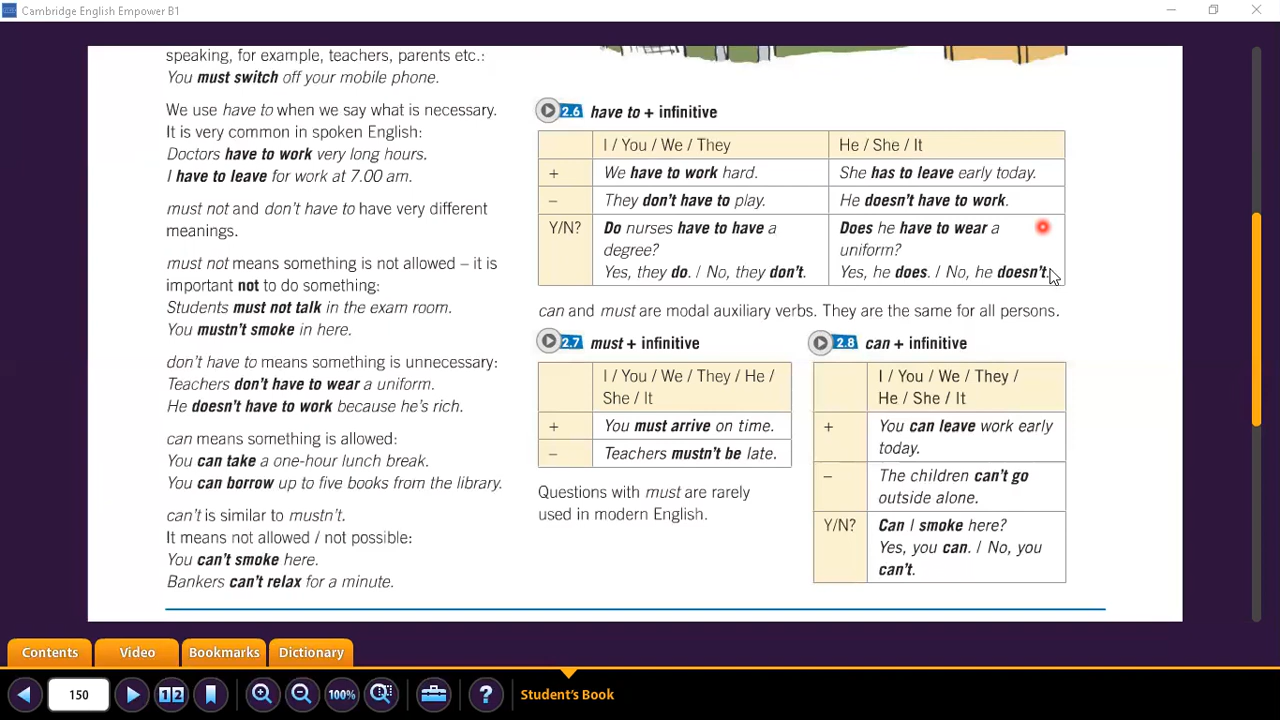 Cambridge English Empower B1
speaking, for example, teachers, parents etc.:
You must switch off your mobile phone.
We use have to when we say what is necessary.
It is very common in spoken English:
Doctors have to work very long hours.
I have to leave for work at 7.00 am.
must not and don't have to have very different
meanings.
must not means something is not allowed – it is
important not to do something:
Students must not talk in the exam room.
You mustn't smoke in here.
don't have to means something is unnecessary:
Teachers don't have to wear a uniform.
He doesn't have to work because he's rich.
can means something is allowed:
You can take a one-hour lunch break.
You can borrow up to five books from the library.
can't is similar to mustn't.
It means not allowed / not possible:
You can't smoke here.
Bankers can't relax for a minute.
2.6 have to + infinitive
I / You / We / They He / She / It
+ We have to work hard. She has to leave early today.
– They don't have to play. He doesn't have to work.
Y/N? Do nurses have to have a Does he have to wear a
degree? uniform?
Yes, they do. / No, they don't. Yes, he does. / No, he doesn't.
can and must are modal auxiliary verbs. They are the same for all persons.
2.7 must + infinitive
I / You / We / They / He /
She / It
+ You must arrive on time.
– Teachers mustn't be late.
Questions with must are rarely
used in modern English.
2.8 can + infinitive
I / You / We / They /
He / She / It
+ You can leave work early
today.
– The children can't go
outside alone.
Y/N? Can I smoke here?
Yes, you can. / No, you
can't.
Contents Video Bookmarks Dictionary
150 1 2 100% ? Student's Book